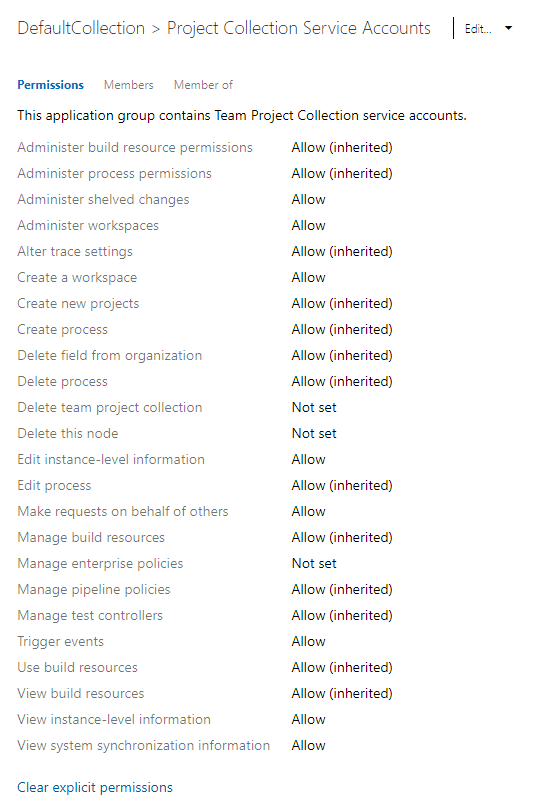 DefaultCollection > Project Collection Service Accounts Edit...
Permissions Members Member of
This application group contains Team Project Collection service accounts.
Administer build resource permissions Allow (inherited)
Administer process permissions Allow (inherited)
Administer shelved changes Allow
Administer workspaces Allow
Alter trace settings Allow (inherited)
Create a workspace Allow
Create new projects Allow (inherited)
Create process Allow (inherited)
Delete field from organization Allow (inherited)
Delete process Allow (inherited)
Delete team project collection Not set
Delete this node Not set
Edit instance-level information Allow
Edit process Allow (inherited)
Make requests on behalf of others Allow
Manage build resources Allow (inherited)
Manage enterprise policies Not set
Manage pipeline policies Allow (inherited)
Manage test controllers Allow (inherited)
Trigger events Allow
Use build resources Allow (inherited)
View build resources Allow (inherited)
View instance-level information Allow
View system synchronization information Allow
Clear explicit permissions